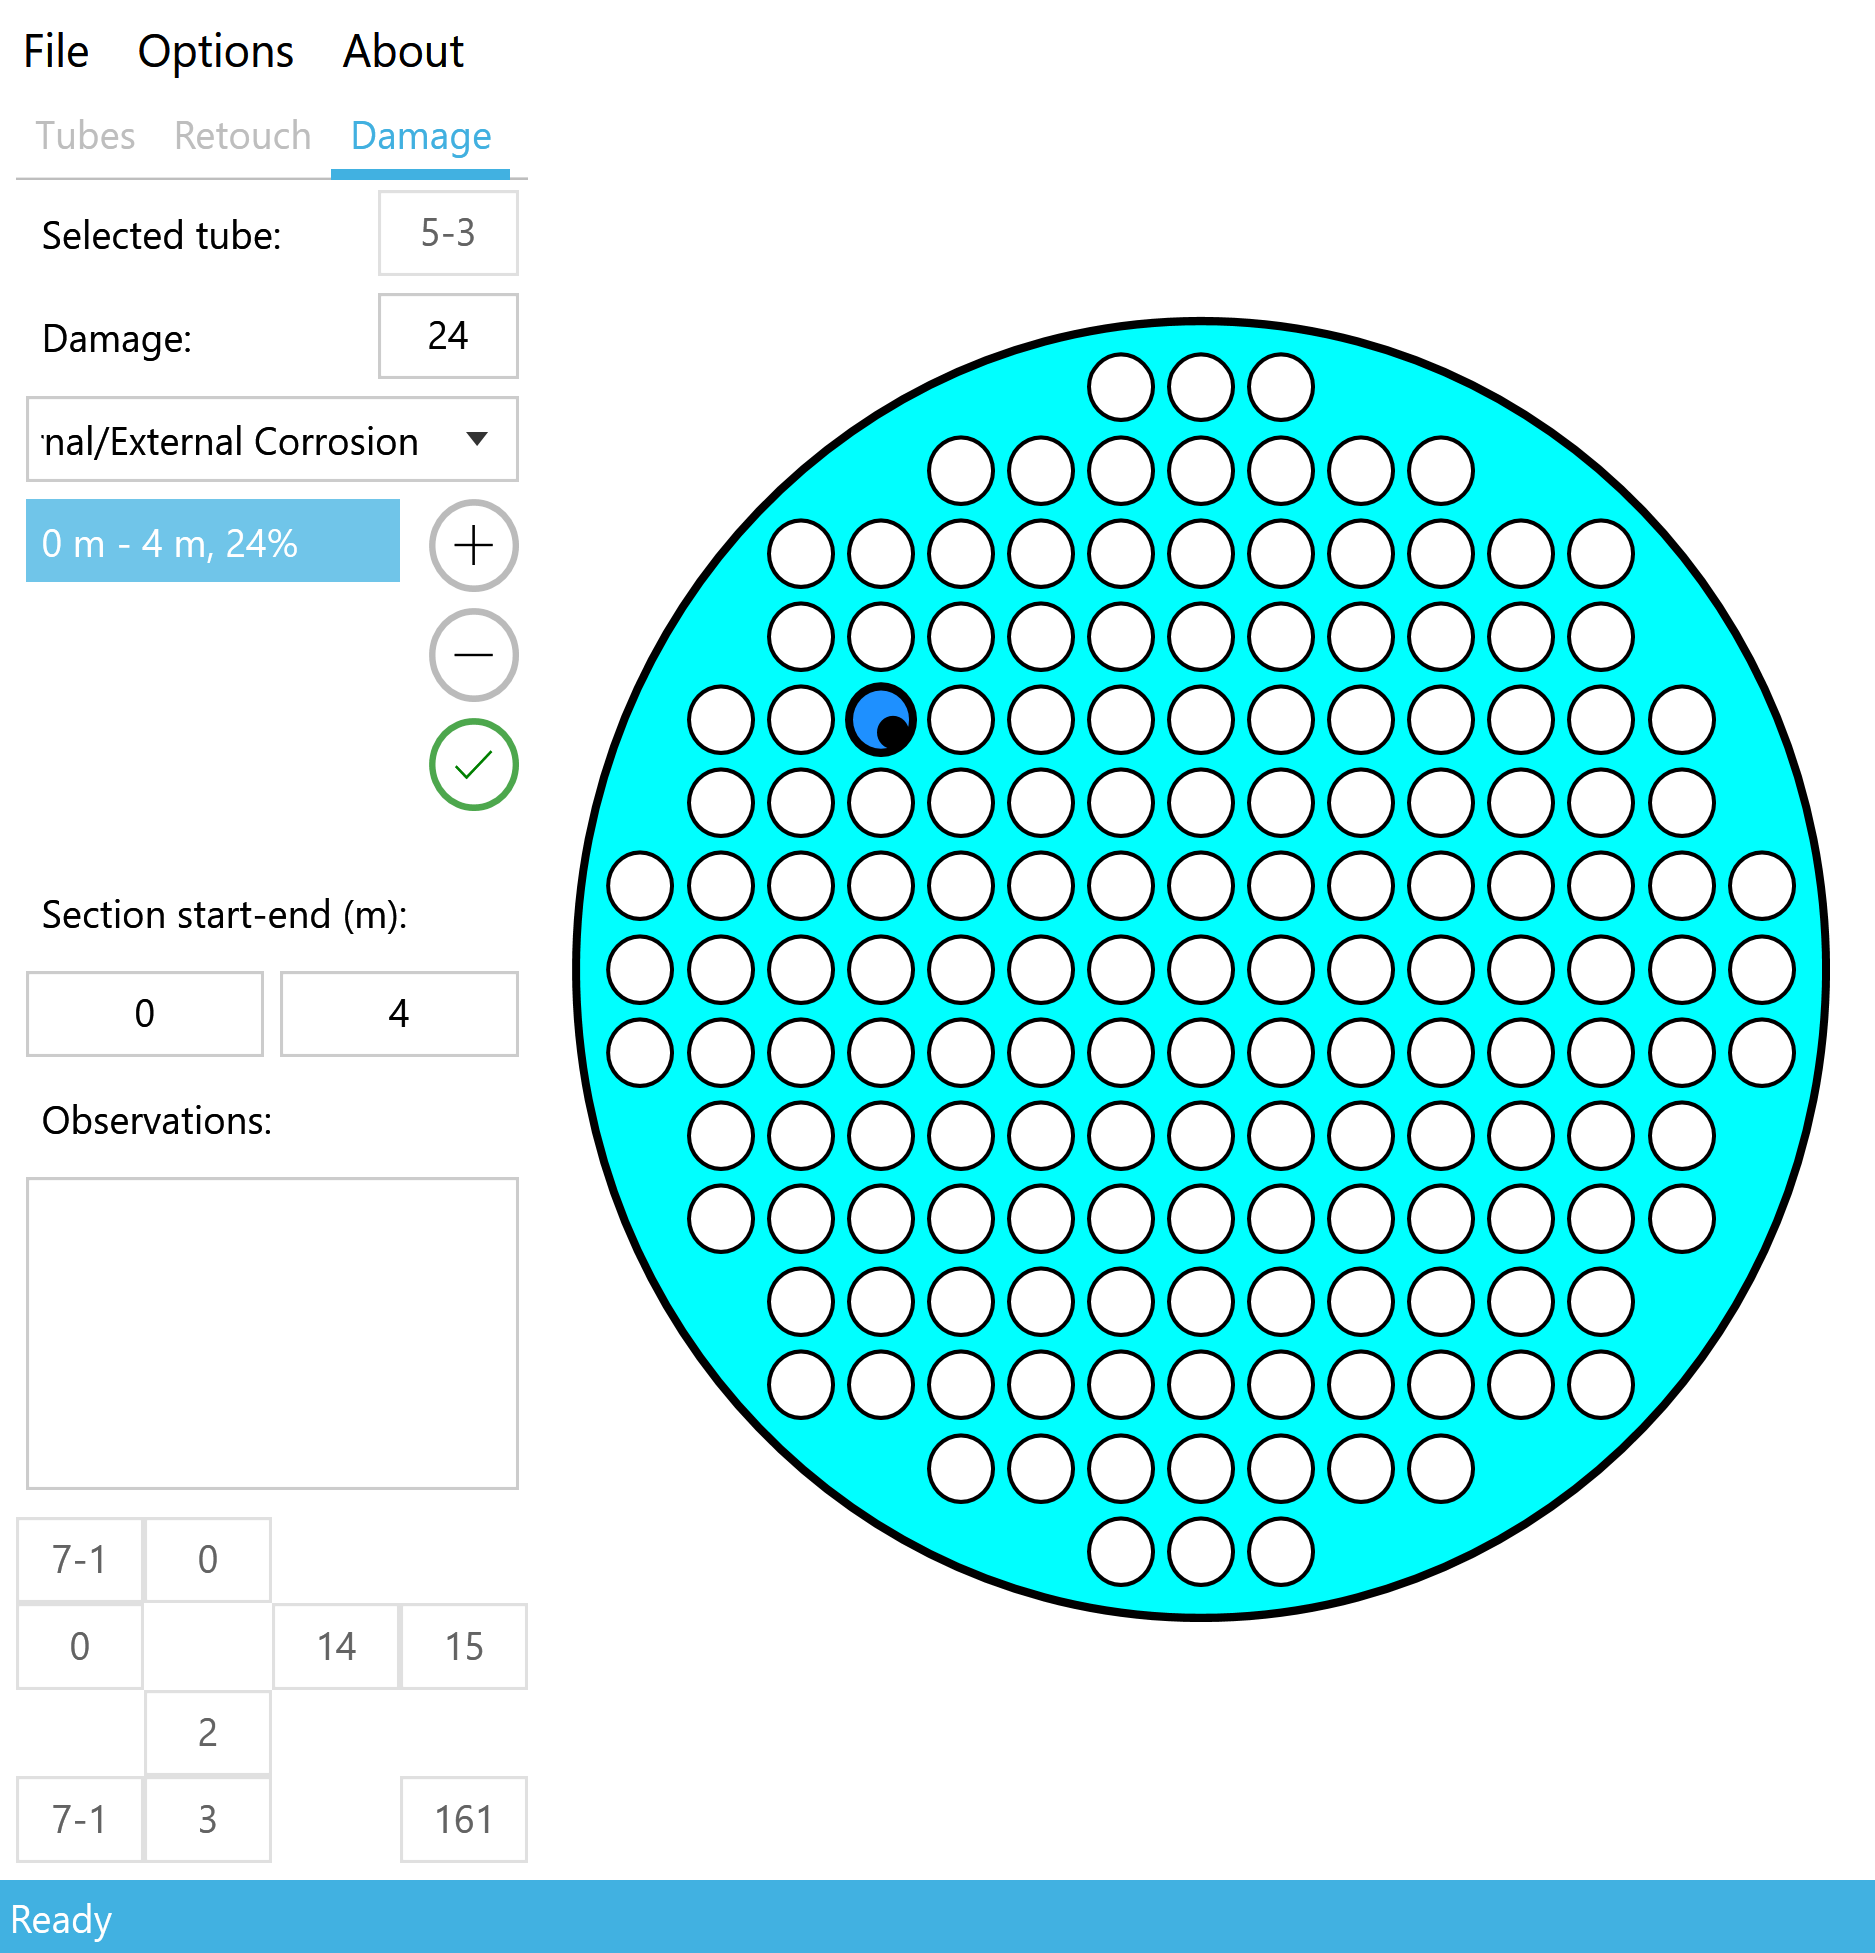 File Options About
Tubes Retouch Damage
Selected tube: 5-3
Damage: 24
nal/External Corrosion
0 m - 4 m, 24%
Section start-end (m):
0 4
Observations:
7-1 0
0 14 15
2
7-1 3 161
Ready